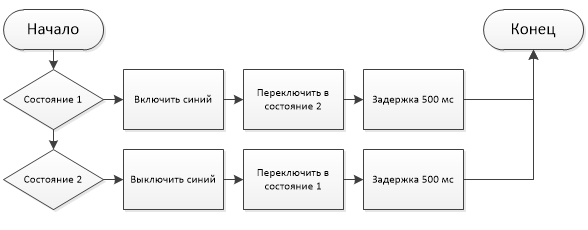 Начало
Конец
Состояние 1
Включить синий
Переключить в
состояние 2
Задержка 500 мс
Состояние 2
Выключить синий
Переключить в
состояние 1
Задержка 500 мс